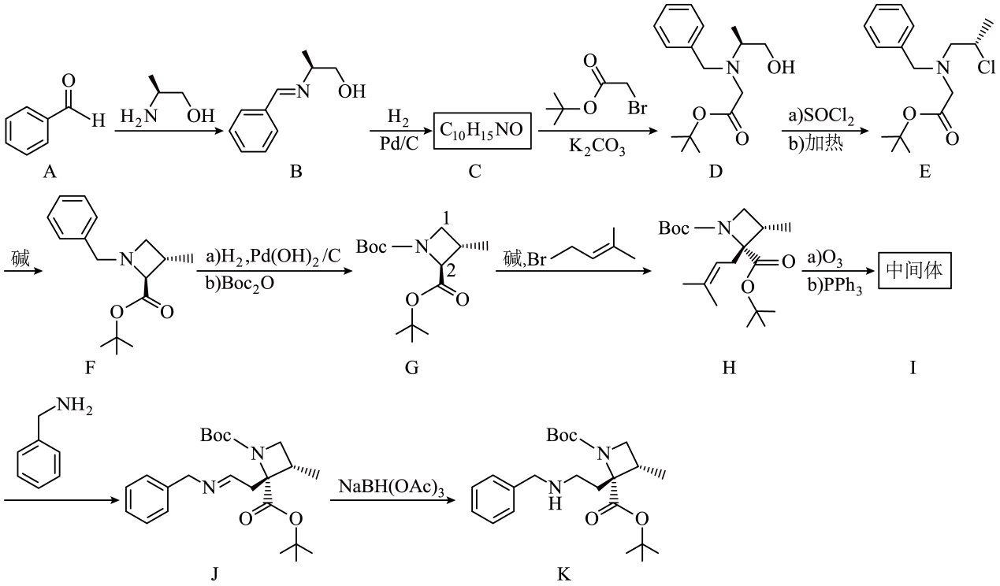 O
H
A
H₂N
OH
N
OH
B
H₂
Pd/C
C₁₀H₁₅NO
C
O
O
Br
K₂CO₃
N
OH
O
O
D
a)SOCl₂
b)加热
N
Cl
O
O
E
碱
N
O
O
F
a)H₂,Pd(OH)₂/C
b)Boc₂O
Boc
N
1
2
O
O
G
碱,Br
Boc
N
O
O
H
a)O₃
b)PPh₃
中间体
I
NH₂
Boc
N
N
O
O
J
NaBH(OAc)₃
Boc
N
N
H
O
O
K